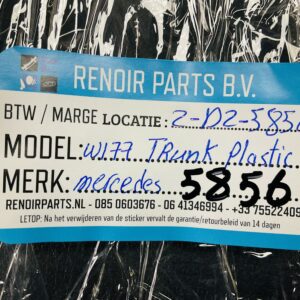 RENOIR PARTS B.V.
BTW / MARGE LOCATIE: 2-D2-5856
MODEL: W177 Trunk Plastic
MERK: mercedes 5856
RENOIRPARTS.NL - 085 0603676 - 06 41346994 - +33 75522409
LETOP: Na het verwijderen van de sticker vervalt de garantie/retourbeleid van 14 dagen